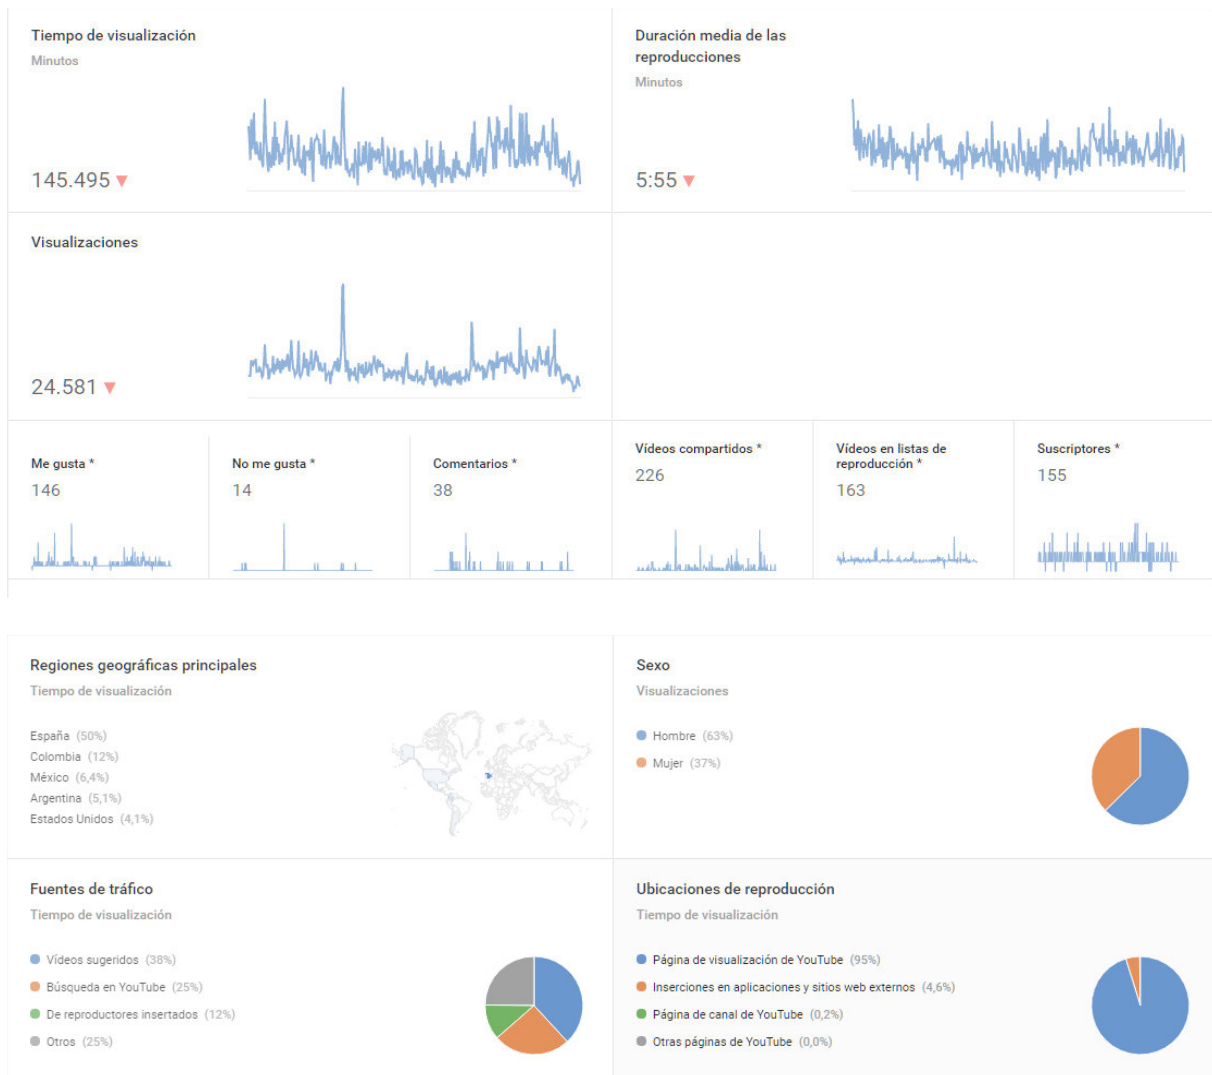 Tiempo de visualización
Minutos
145.495
Duración media de las
reproducciones
Minutos
5:55
Visualizaciones
24.581
Me gusta *
146
No me gusta *
14
Comentarios *
38
Vídeos compartidos *
226
Vídeos en listas de
reproducción *
163
Suscriptores *
155
Regiones geográficas principales
Tiempo de visualización
España (50%)
Colombia (12%)
México (6,4%)
Argentina (5,1%)
Estados Unidos (4,1%)
Sexo
Visualizaciones
Hombre (63%)
Mujer (37%)
Fuentes de tráfico
Tiempo de visualización
Vídeos sugeridos (38%)
Búsqueda en YouTube (25%)
De reproductores insertados (12%)
Otros (25%)
Ubicaciones de reproducción
Tiempo de visualización
Página de visualización de YouTube (95%)
Inserciones en aplicaciones y sitios web externos (4,6%)
Página de canal de YouTube (0,2%)
Otras páginas de YouTube (0,0%)